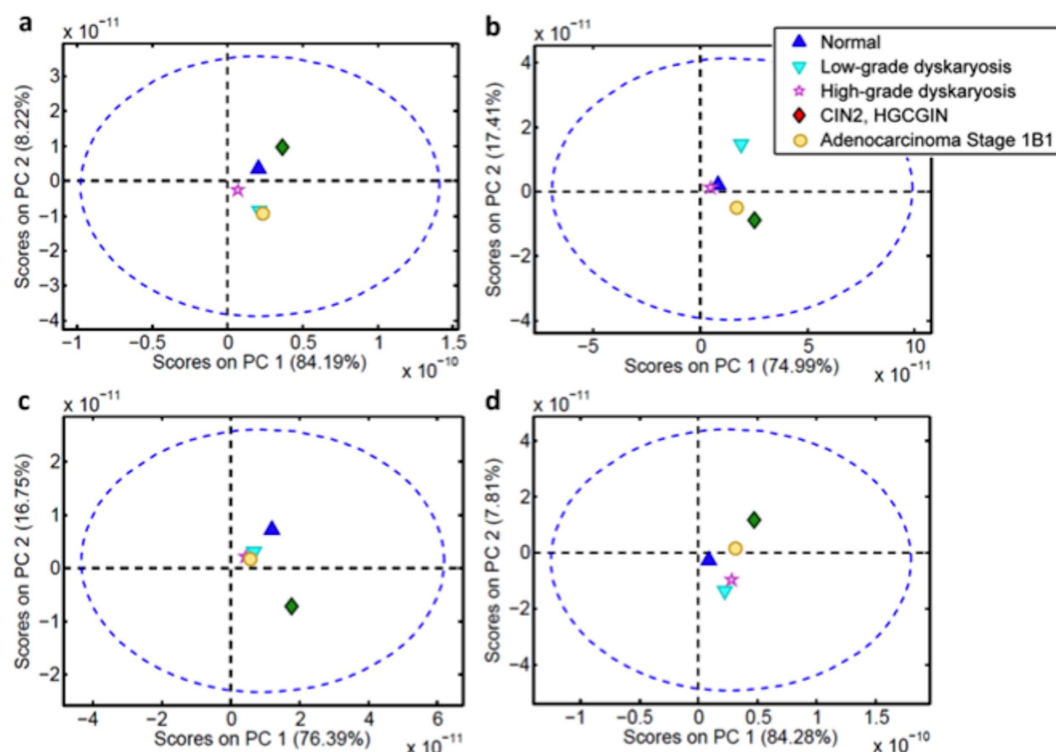 a
x 10⁻¹¹
Scores on PC 2 (8.22%)
3
2
1
0
−1
−2
−3
−4
−1
−0.5
0
0.5
1
1.5
Scores on PC 1 (84.19%)
x 10⁻¹⁰
b
x 10⁻¹¹
Scores on PC 2 (17.41%)
4
2
0
−2
−4
−5
0
5
10
Scores on PC 1 (74.99%)
x 10⁻¹¹
Normal
Low-grade dyskaryosis
High-grade dyskaryosis
CIN2, HGCGIN
Adenocarcinoma Stage 1B1
c
x 10⁻¹¹
Scores on PC 2 (16.75%)
2
1
0
−1
−2
−4
−2
0
2
4
6
Scores on PC 1 (76.39%)
x 10⁻¹¹
d
x 10⁻¹¹
Scores on PC 2 (7.81%)
4
2
0
−2
−4
−1
−0.5
0
0.5
1
1.5
Scores on PC 1 (84.28%)
x 10⁻¹⁰